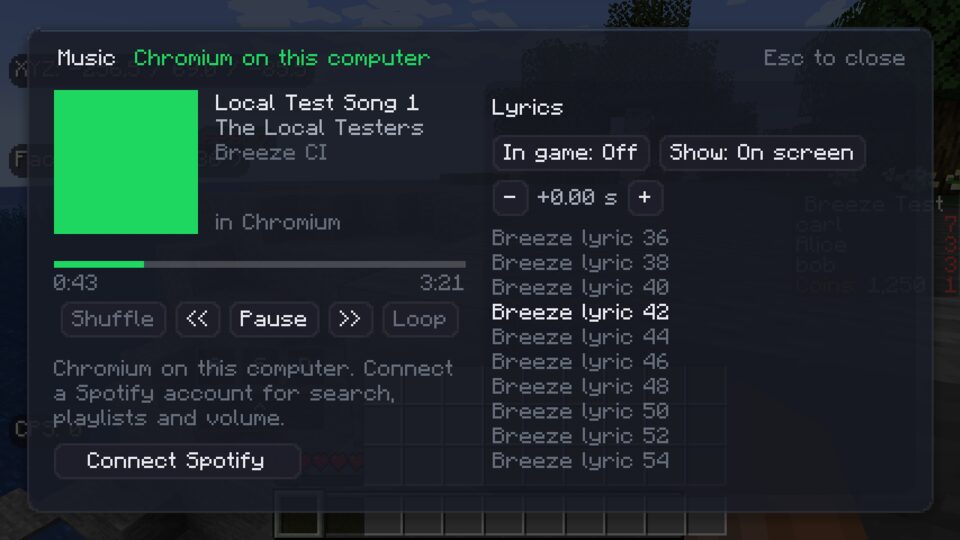 Music Chromium on this computer
Esc to close
Local Test Song 1
The Local Testers
Breeze CI
in Chromium
0:43
3:21
Shuffle
<<
Pause
>>
Loop
Chromium on this computer. Connect
a Spotify account for search,
playlists and volume.
Connect Spotify
Lyrics
In game: Off
Show: On screen
- +0.00 s +
Breeze lyric 36
Breeze lyric 38
Breeze lyric 40
Breeze lyric 42
Breeze lyric 44
Breeze lyric 46
Breeze lyric 48
Breeze lyric 50
Breeze lyric 52
Breeze lyric 54
Breeze Test
carl
Alice
bob
Coins: 1,250